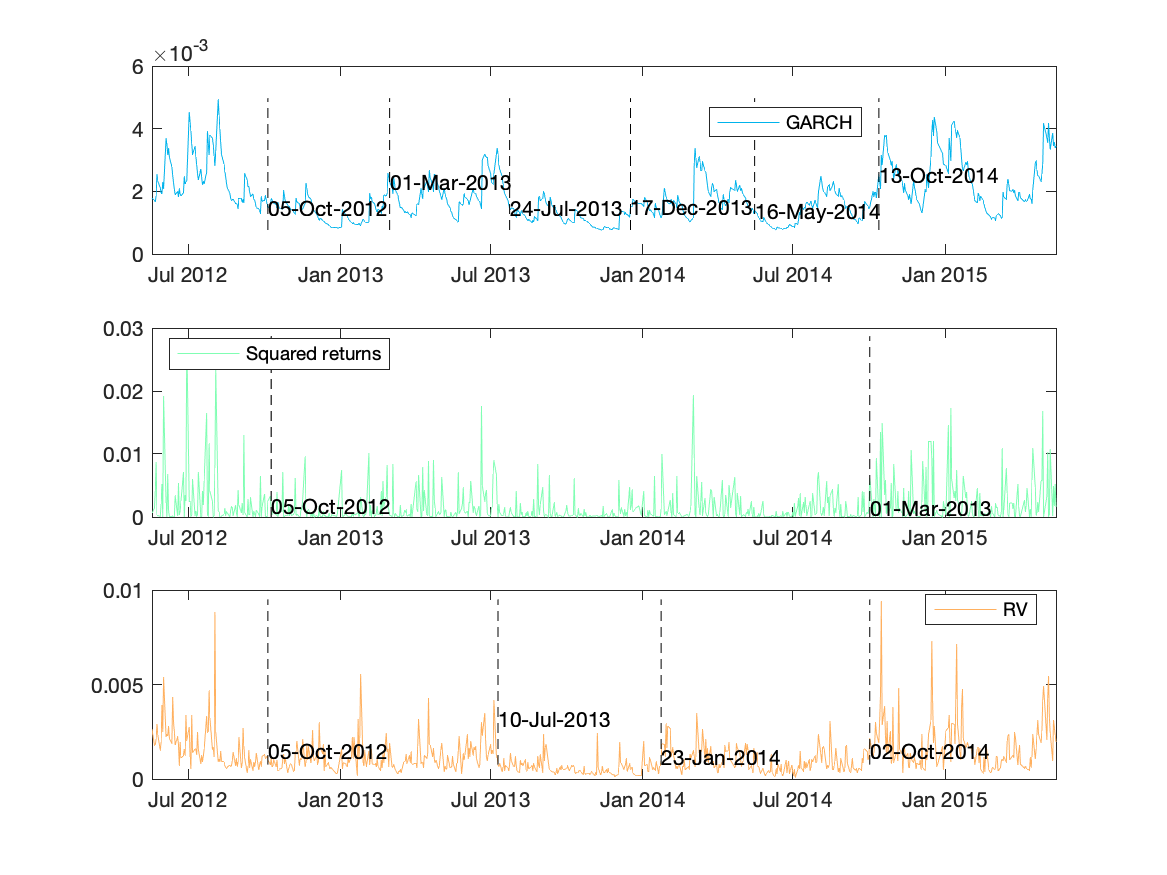 ×10-3
6
4
2
0
GARCH
05-Oct-2012
01-Mar-2013
24-Jul-2013
17-Dec-2013
16-May-2014
13-Oct-2014
Jul 2012 Jan 2013 Jul 2013 Jan 2014 Jul 2014 Jan 2015
0.03
0.02
0.01
0
Squared returns
05-Oct-2012
01-Mar-2013
Jul 2012 Jan 2013 Jul 2013 Jan 2014 Jul 2014 Jan 2015
0.01
0.005
0
RV
05-Oct-2012
10-Jul-2013
23-Jan-2014
02-Oct-2014
Jul 2012 Jan 2013 Jul 2013 Jan 2014 Jul 2014 Jan 2015